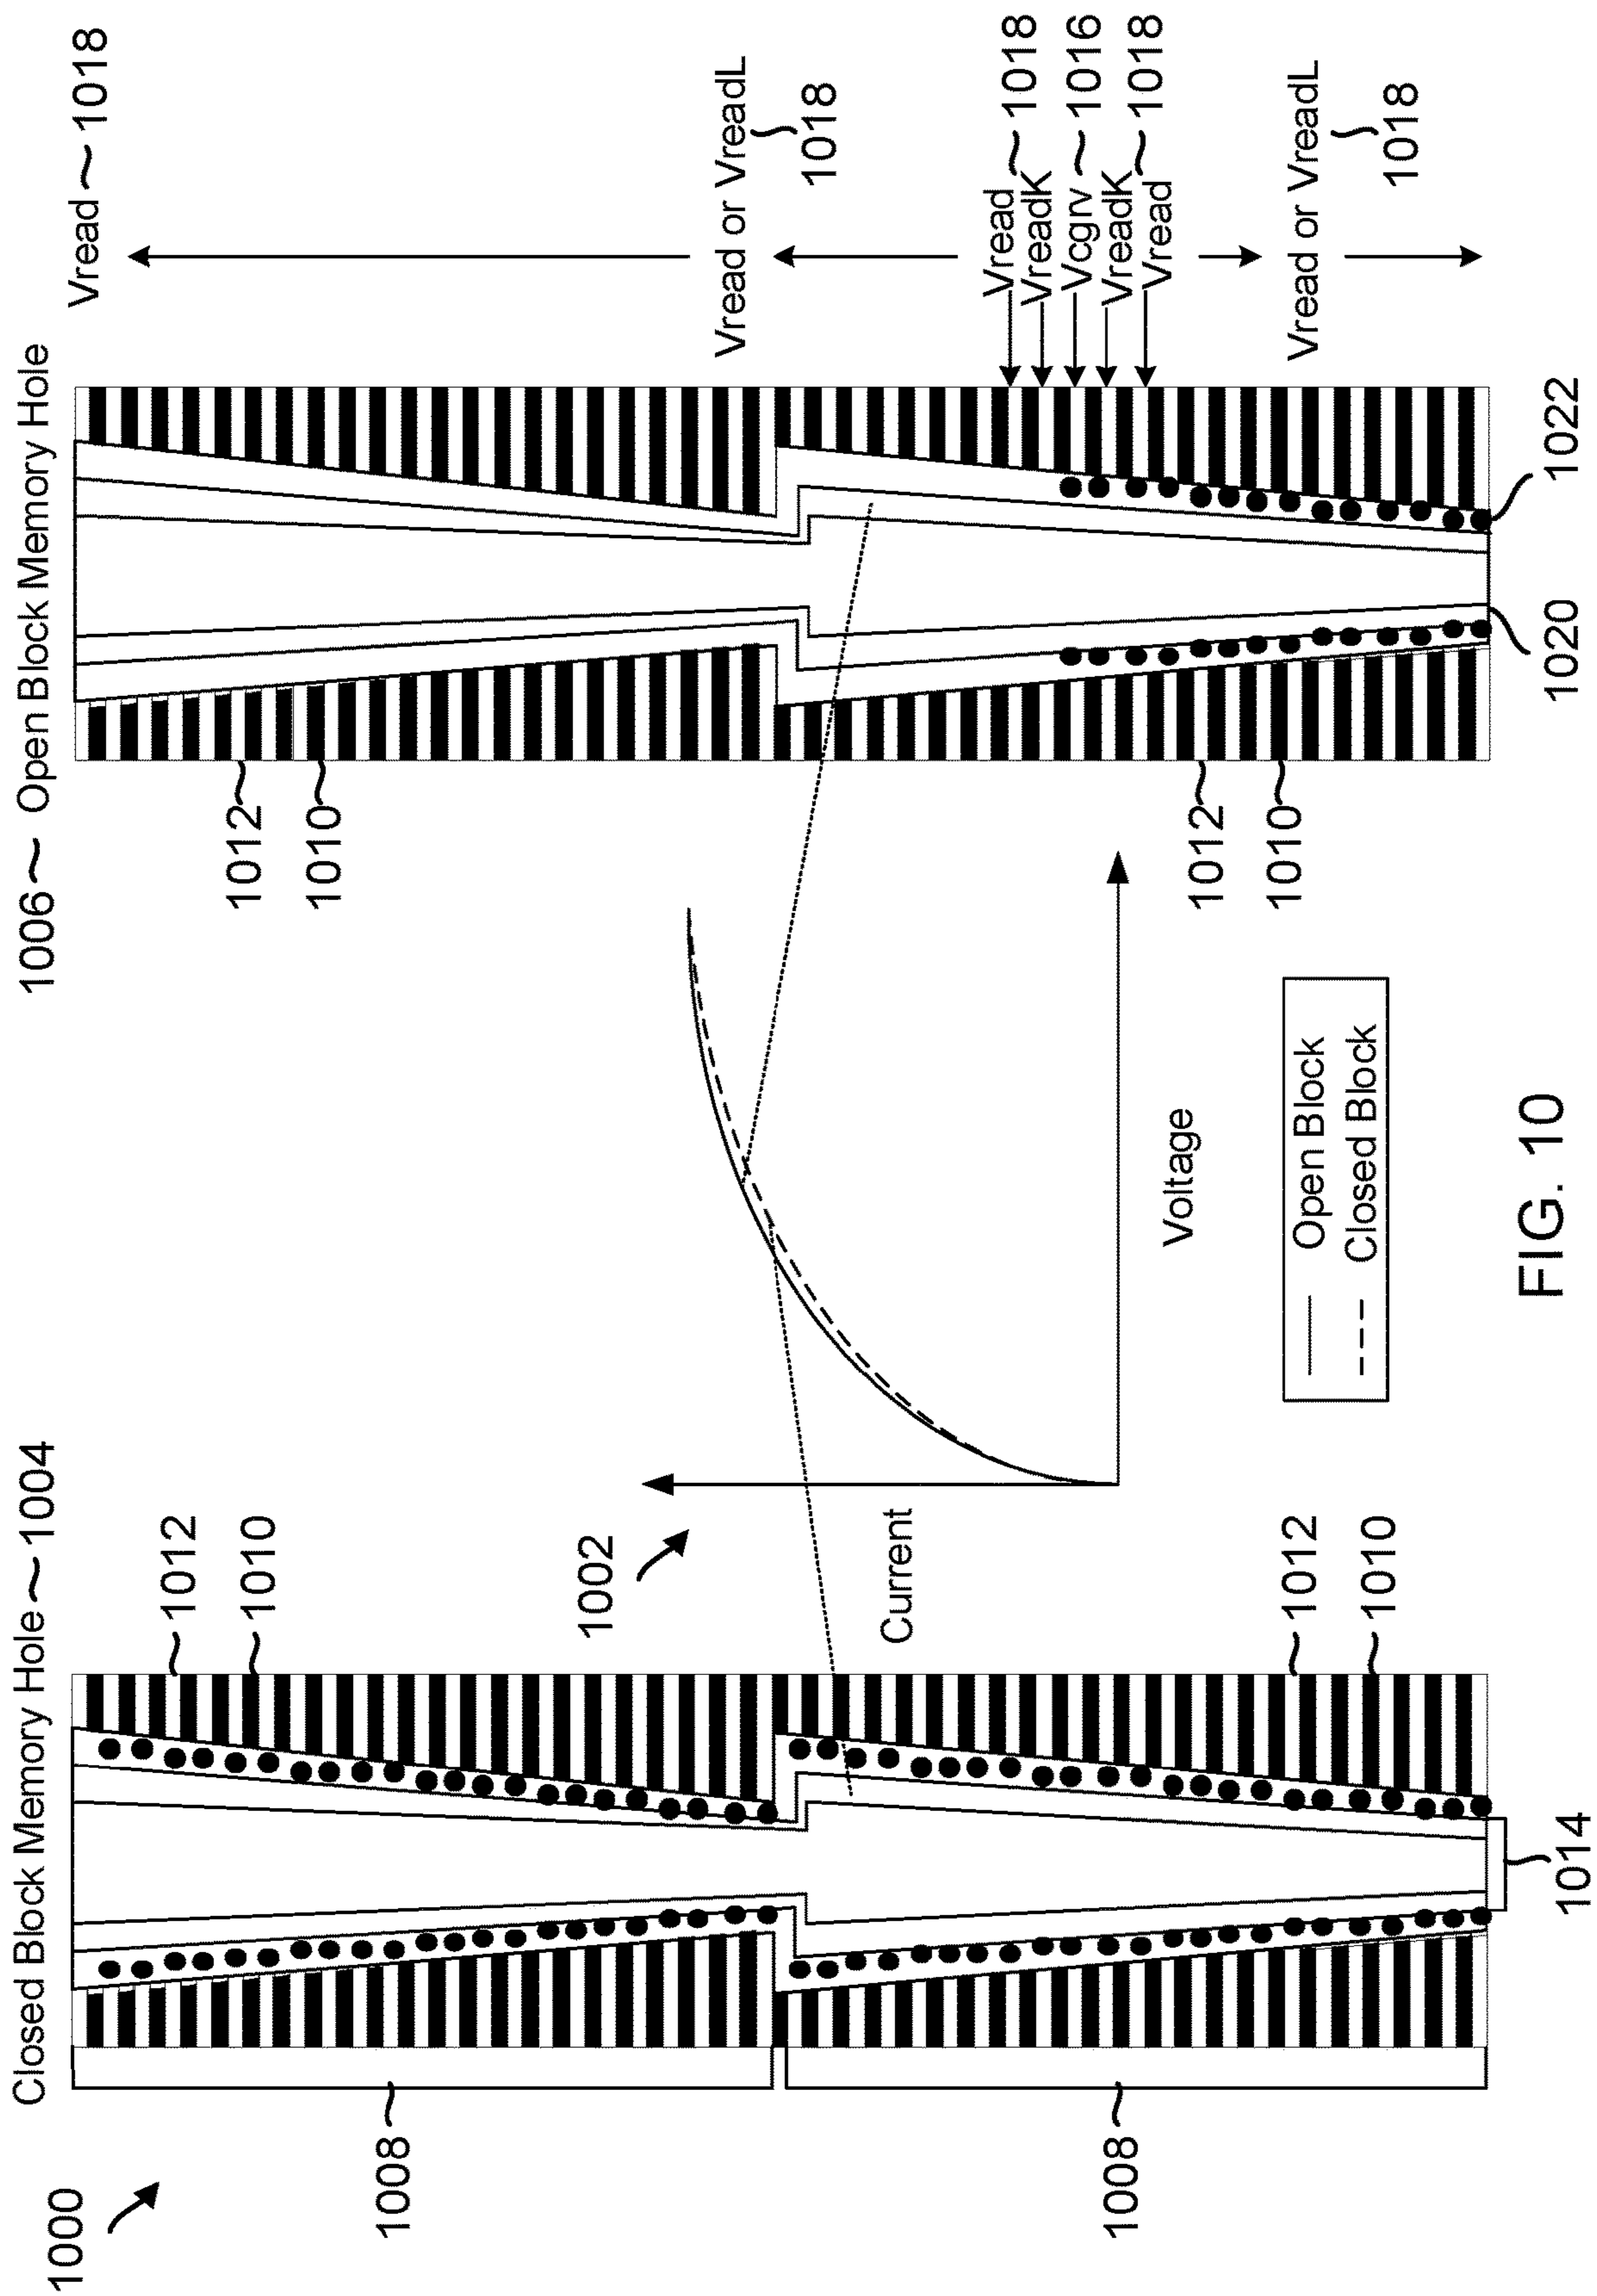 1000
Closed Block Memory Hole 1004
1006 Open Block Memory Hole
1008
1008
1012
1010
1012
1010
1014
1002
Current
Voltage
Open Block
Closed Block
1012
1010
1012
1010
Vread 1018
Vread or VreadL
1018
Vread 1018
VreadK
Vcgrv 1016
VreadK
Vread 1018
Vread or VreadL
1018
1020
1022
FIG. 10